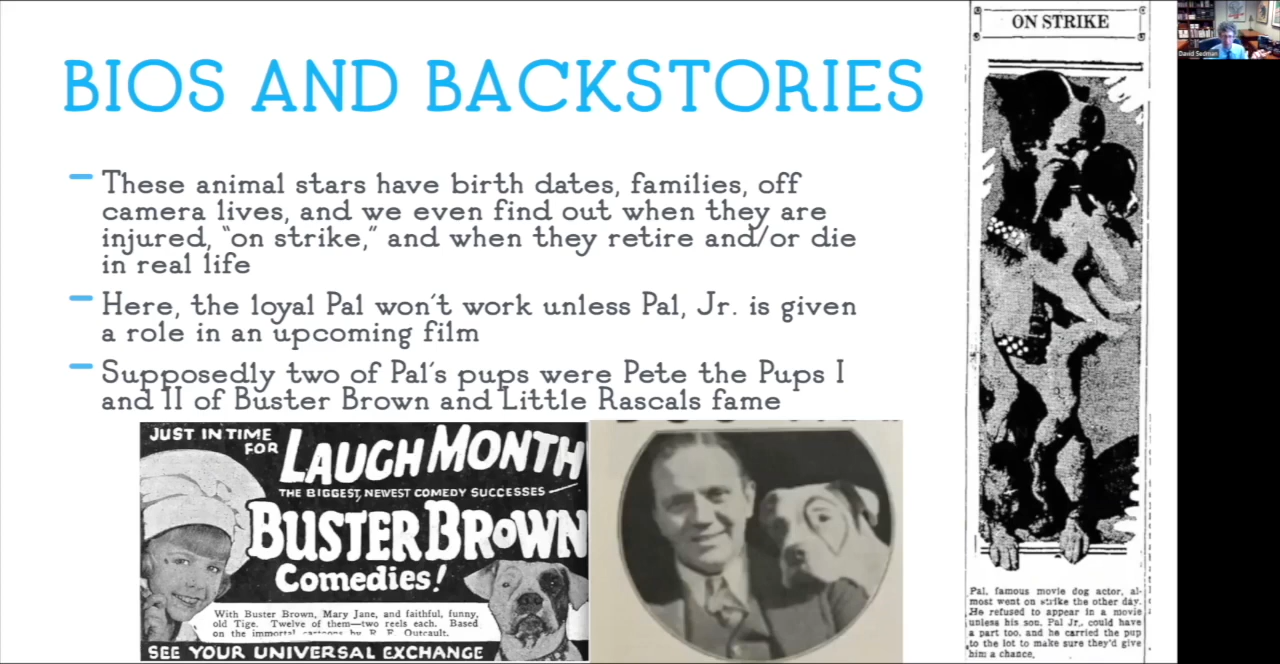 BIOS AND BACKSTORIES
These animal stars have birth dates, families, off
camera lives, and we even find out when they are
injured, “on strike,” and when they retire and/or die
in real life
Here, the loyal Pal won't work unless Pal, Jr. is given
a role in an upcoming film
Supposedly two of Pal's pups were Pete the Pups I
and II of Buster Brown and Little Rascals fame
JUST IN TIME
FOR
LAUGH MONTH
THE BIGGEST, NEWEST COMEDY SUCCESSES
BUSTER BROWN
Comedies!
With Buster Brown, Mary Jane, and faithful, funny,
old Tige. Twelve of them—two reels each. Based
on the immortal cartoons by R. F. Outcault.
SEE YOUR UNIVERSAL EXCHANGE
ON STRIKE
Pal, famous movie dog actor, al-
most went on strike the other day.
He refused to appear in a movie
unless his son, Pal Jr., could have
a part too, and he carried the pup
to the lot to make sure they'd give
him a chance.
David Sedman